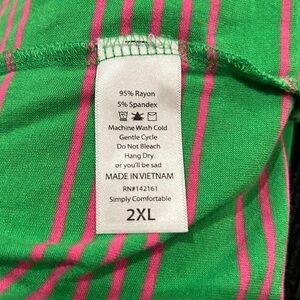 95% Rayon
5% Spandex
Machine Wash Cold
Gentle Cycle
Do Not Bleach
Hang Dry
or you'll be sad
MADE IN VIETNAM
RN#142161
Simply Comfortable
2XL